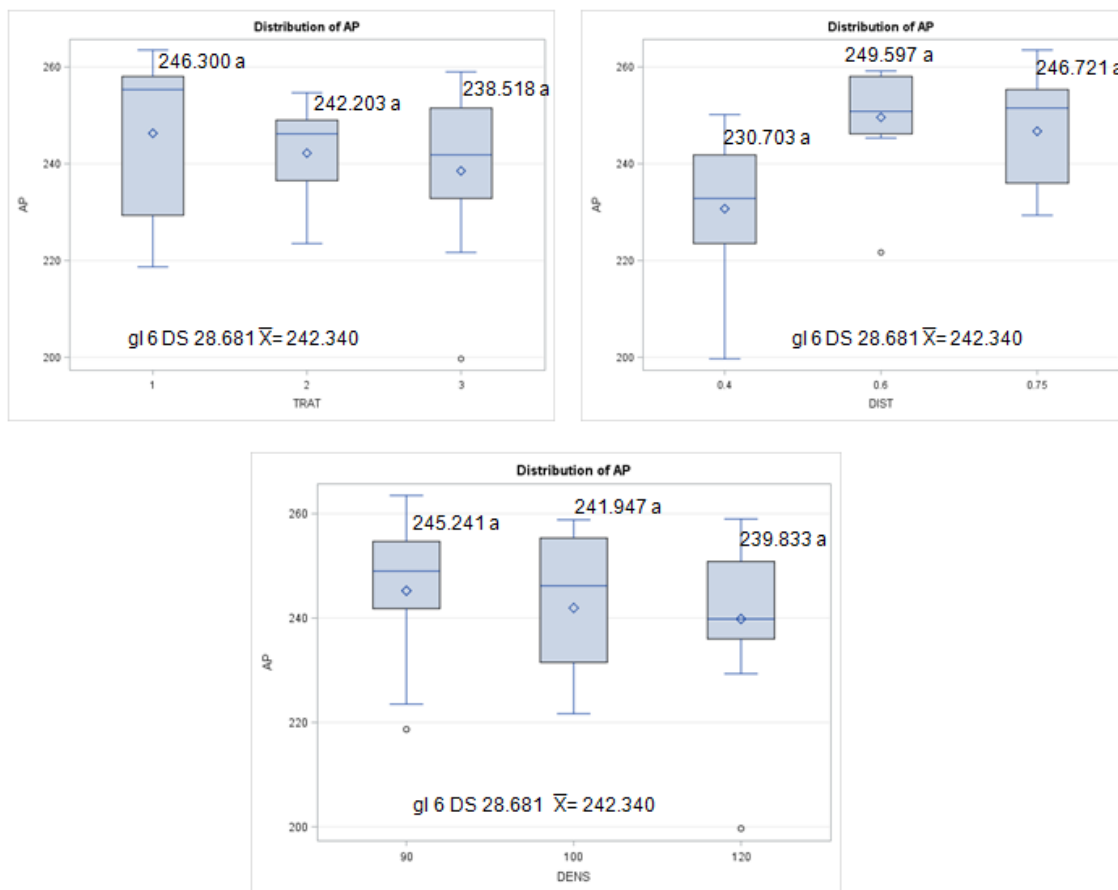 Distribution of AP
246.300 a
242.203 a
238.518 a
260
240
220
200
AP
gl 6 DS 28.681 X̅= 242.340
1 2 3
TRAT
Distribution of AP
249.597 a
246.721 a
230.703 a
260
240
220
200
AP
gl 6 DS 28.681 X̅= 242.340
0.4 0.6 0.75
DIST
Distribution of AP
245.241 a
241.947 a
239.833 a
260
240
220
200
AP
gl 6 DS 28.681 X̅= 242.340
90 100 120
DENS